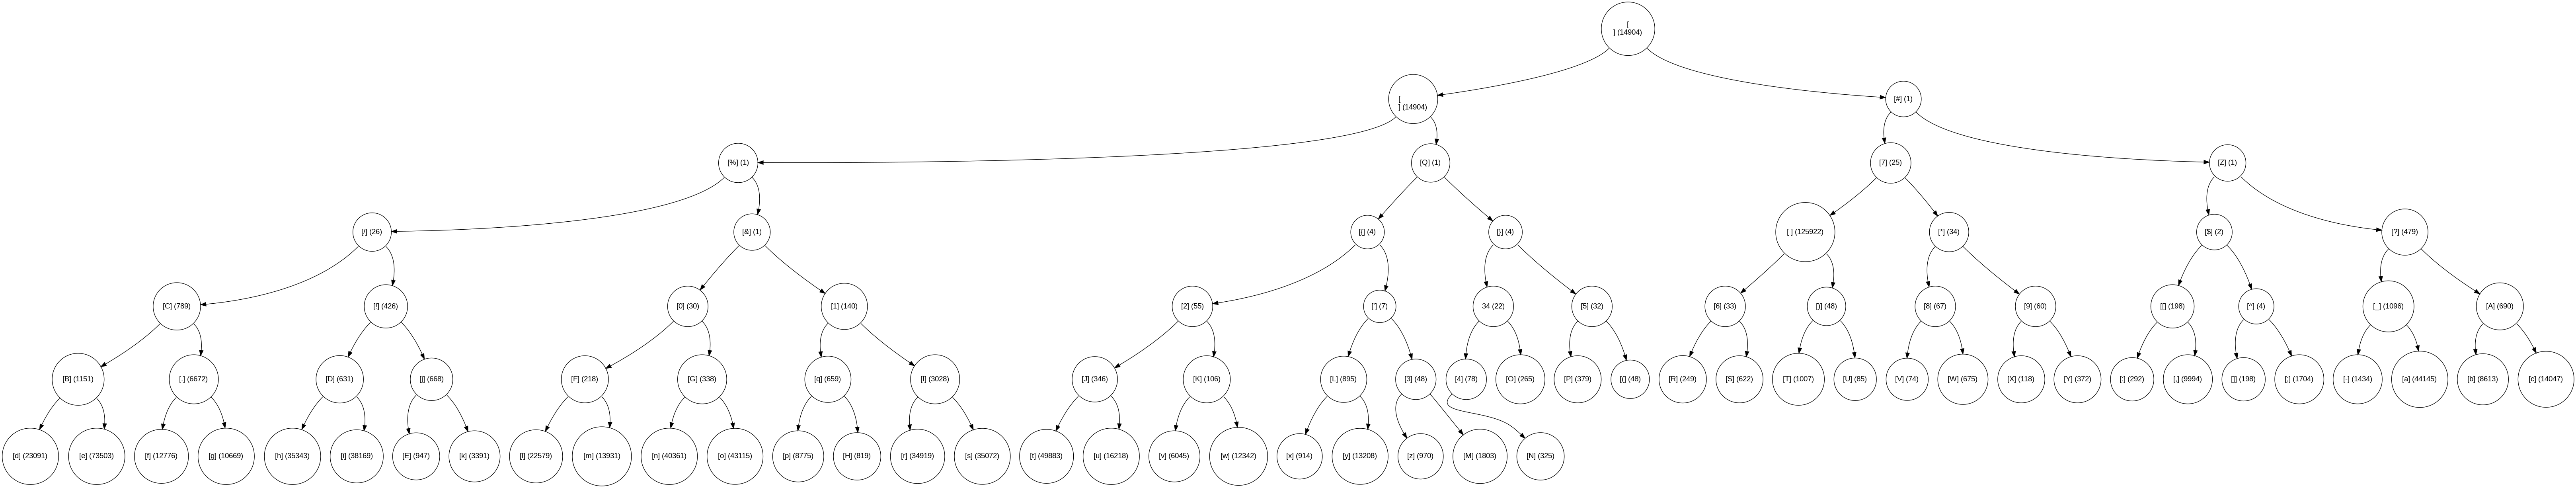 [
] (14904)
[
] (14904)
[#] (1)
[%] (1)
[Q] (1)
[7] (25)
[Z] (1)
[/] (26)
[&] (1)
[(] (4)
[}] (4)
[ ] (125922)
[*] (34)
[$] (2)
[?] (479)
[C] (789)
[!] (426)
[0] (30)
[1] (140)
[2] (55)
['] (7)
34 (22)
[5] (32)
[6] (33)
[)] (48)
[8] (67)
[9] (60)
[[] (198)
[^] (4)
[_] (1096)
[A] (690)
[B] (1151)
[.] (6672)
[D] (631)
[j] (668)
[F] (218)
[G] (338)
[q] (659)
[I] (3028)
[J] (346)
[K] (106)
[L] (895)
[3] (48)
[4] (78)
[O] (265)
[P] (379)
[(] (48)
[R] (249)
[S] (622)
[T] (1007)
[U] (85)
[V] (74)
[W] (675)
[X] (118)
[Y] (372)
[:] (292)
[,] (9994)
[]] (198)
[;] (1704)
[-] (1434)
[a] (44145)
[b] (8613)
[c] (14047)
[d] (23091)
[e] (73503)
[f] (12776)
[g] (10669)
[h] (35343)
[i] (38169)
[E] (947)
[k] (3391)
[l] (22579)
[m] (13931)
[n] (40361)
[o] (43115)
[p] (8775)
[H] (819)
[r] (34919)
[s] (35072)
[t] (49883)
[u] (16218)
[v] (6045)
[w] (12342)
[x] (914)
[y] (13208)
[z] (970)
[M] (1803)
[N] (325)